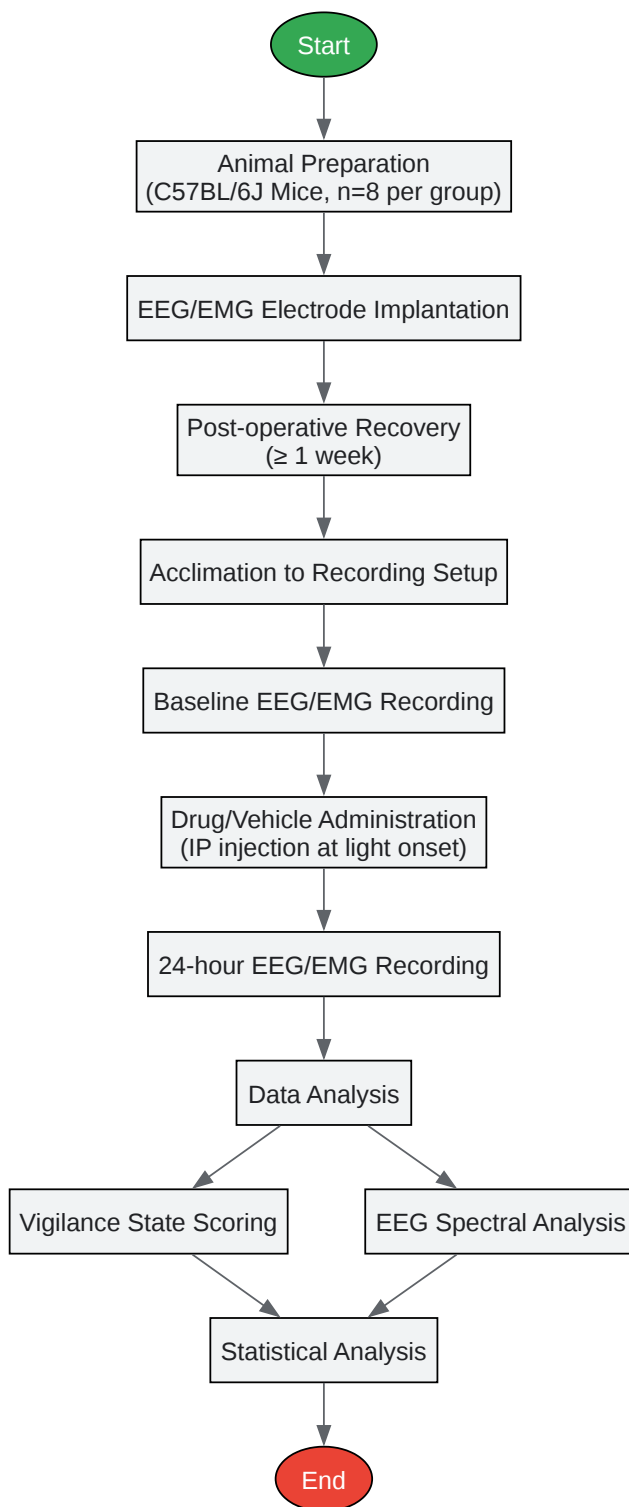 Start
Animal Preparation
(C57BL/6J Mice, n=8 per group)
EEG/EMG Electrode Implantation
Post-operative Recovery
(≥ 1 week)
Acclimation to Recording Setup
Baseline EEG/EMG Recording
Drug/Vehicle Administration
(IP injection at light onset)
24-hour EEG/EMG Recording
Data Analysis
Vigilance State Scoring
EEG Spectral Analysis
Statistical Analysis
End